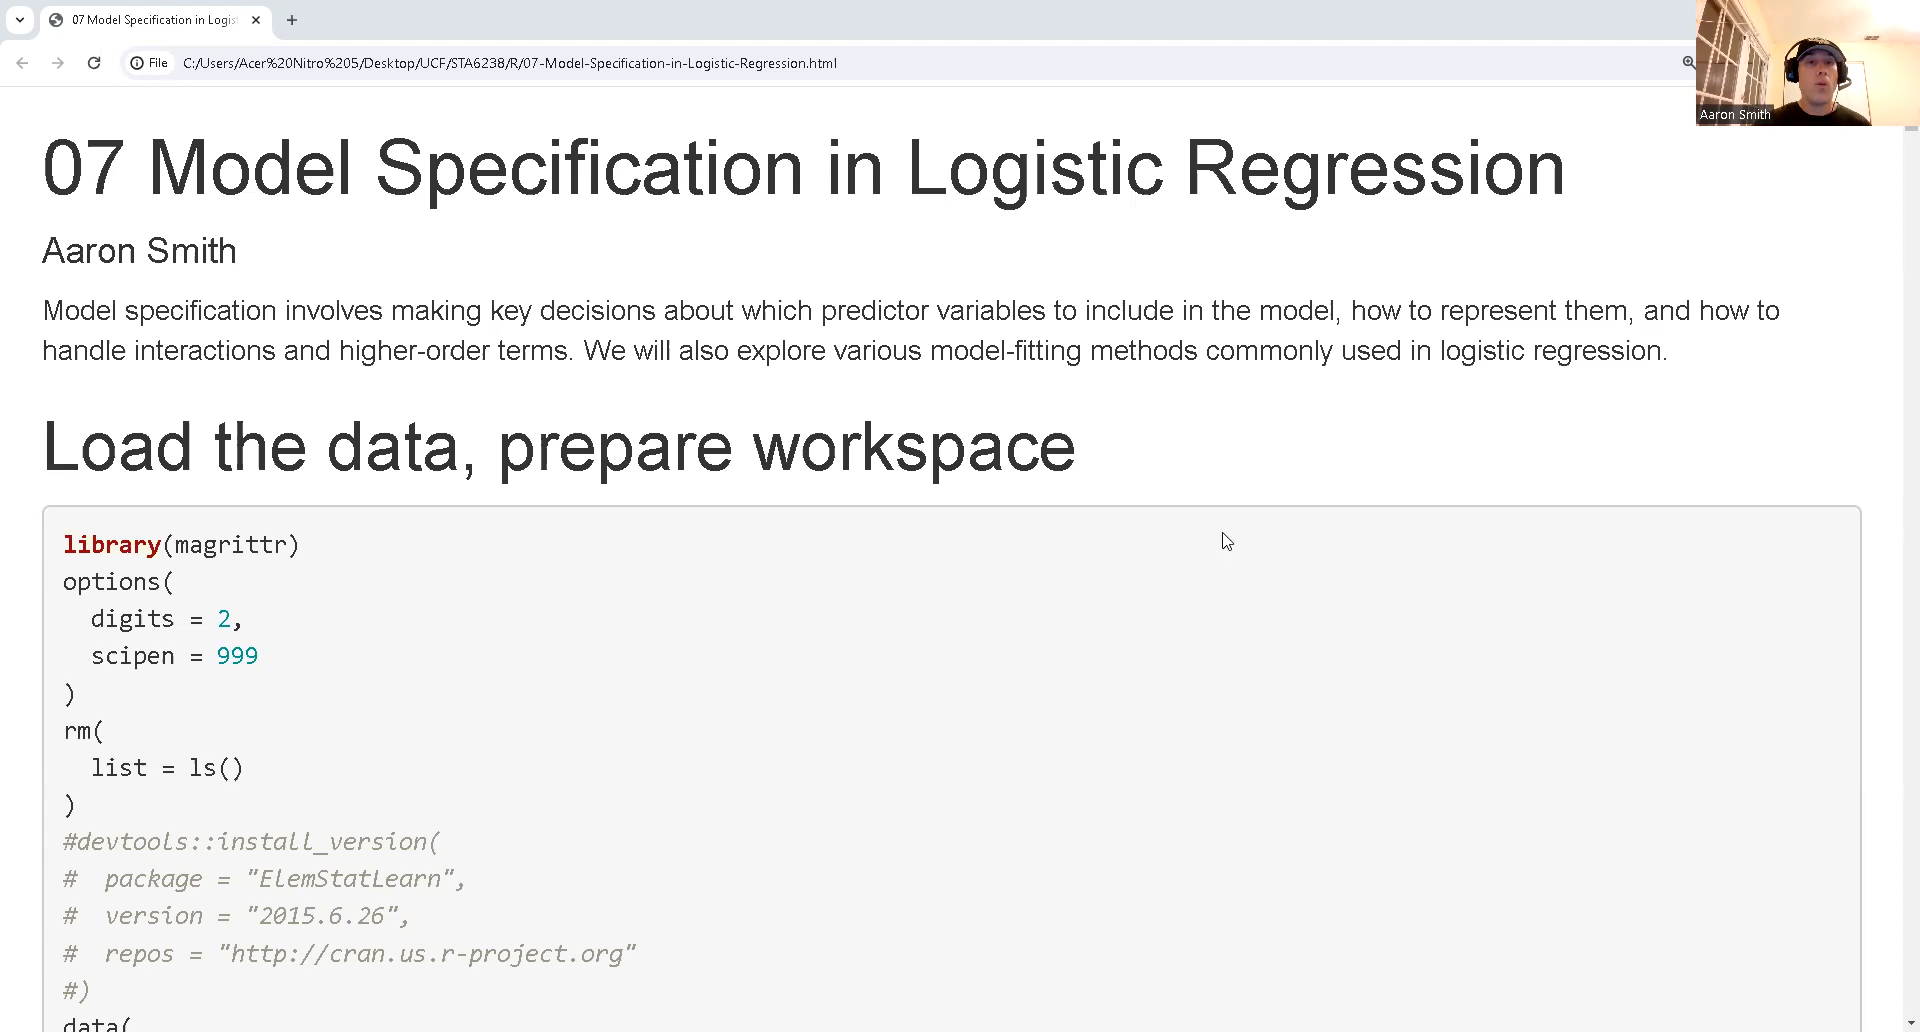 07 Model Specification in Logis
File
C:/Users/Acer%20Nitro%205/Desktop/UCF/STA6238/R/07-Model-Specification-in-Logistic-Regression.html
Aaron Smith
07 Model Specification in Logistic Regression
Aaron Smith
Model specification involves making key decisions about which predictor variables to include in the model, how to represent them, and how to
handle interactions and higher-order terms. We will also explore various model-fitting methods commonly used in logistic regression.
Load the data, prepare workspace
library(magrittr)
options(
  digits = 2,
  scipen = 999
)
rm(
  list = ls()
)
#devtools::install_version(
#  package = "ElemStatLearn",
#  version = "2015.6.26",
#  repos = "http://cran.us.r-project.org"
#)
data(